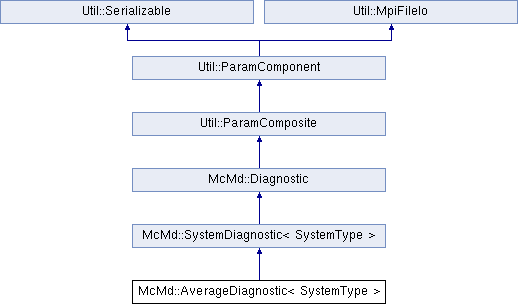 Util::Serializable
Util::MpiFileIo
Util::ParamComponent
Util::ParamComposite
McMd::Diagnostic
McMd::SystemDiagnostic< SystemType >
McMd::AverageDiagnostic< SystemType >